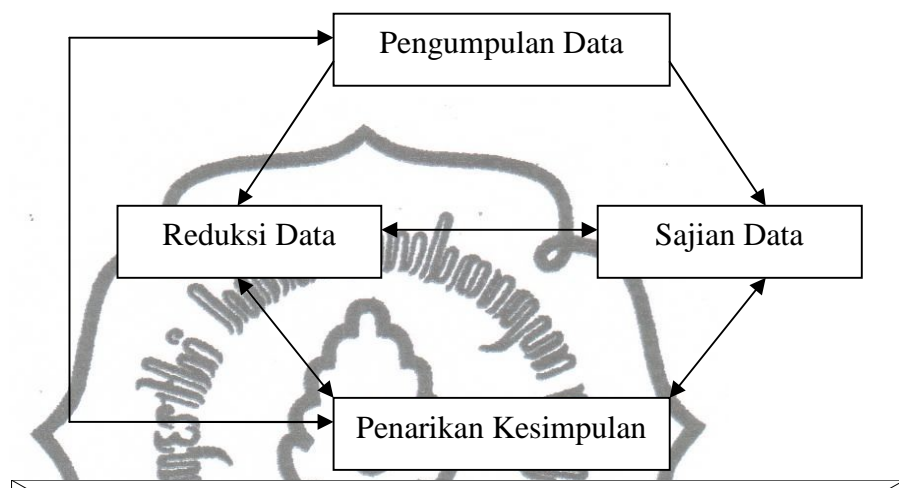 Pengumpulan Data
Reduksi Data
Sajian Data
Penarikan Kesimpulan